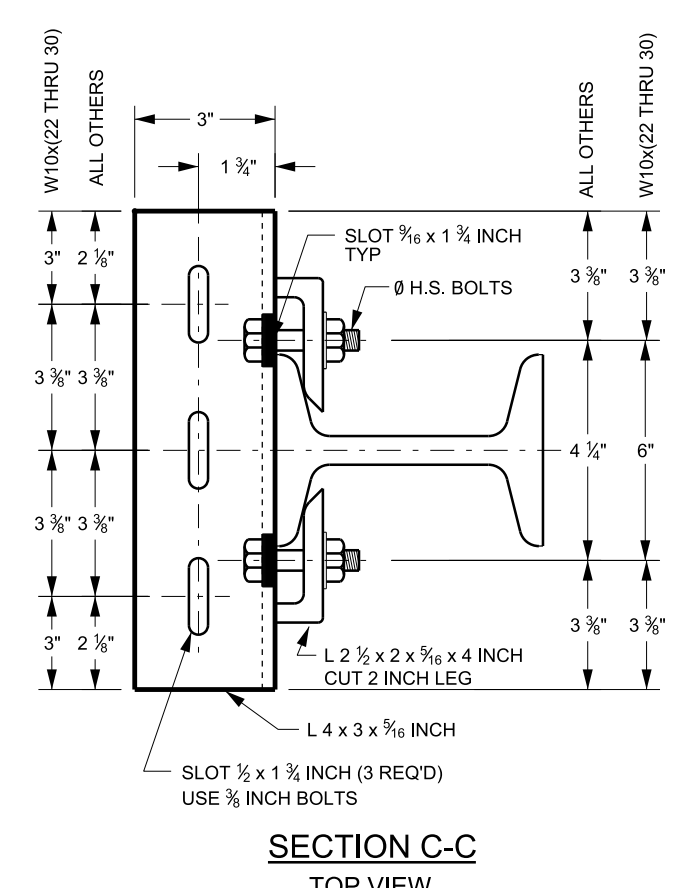 W10x(22 THRU 30)
ALL OTHERS
ALL OTHERS
W10x(22 THRU 30)
3"
1 ¾"
SLOT 9⁄16 x 1 ¾ INCH
TYP
Ø H.S. BOLTS
3"
2 ⅛"
3 ⅜"
3 ⅜"
3 ⅜"
3 ⅜"
4 ¼"
6"
3 ⅜"
3 ⅜"
3"
2 ⅛"
3 ⅜"
3 ⅜"
L 2 ½ x 2 x 5⁄16 x 4 INCH
CUT 2 INCH LEG
L 4 x 3 x 5⁄16 INCH
SLOT ½ x 1 ¾ INCH (3 REQ'D)
USE ⅜ INCH BOLTS
SECTION C-C
TOP VIEW